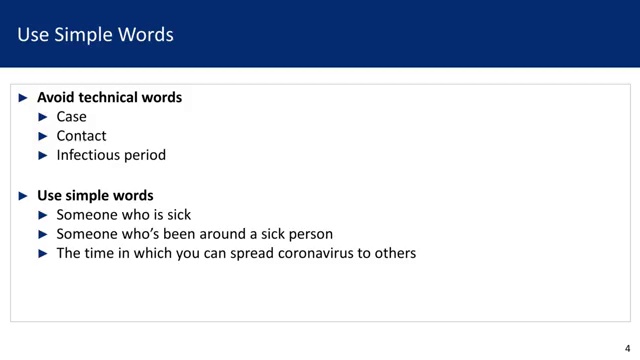 Use Simple Words
► Avoid technical words
► Case
► Contact
► Infectious period
► Use simple words
► Someone who is sick
► Someone who's been around a sick person
► The time in which you can spread coronavirus to others
4